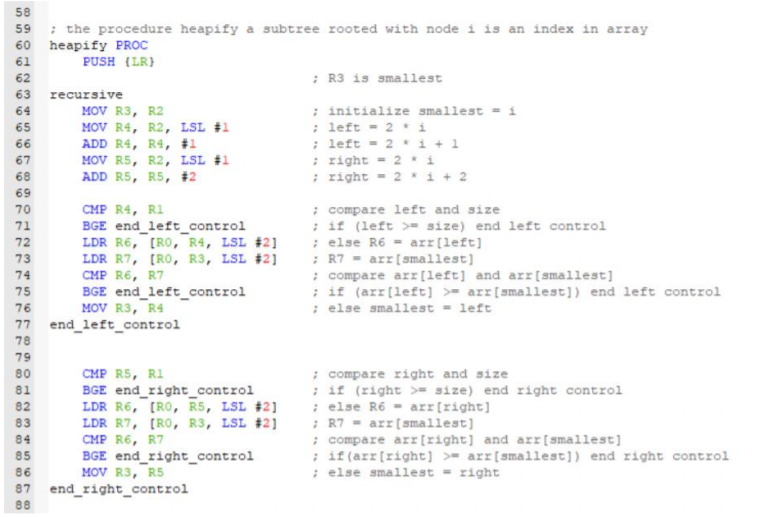 58
59 ; the procedure heapify a subtree rooted with node i is an index in array
60 heapify PROC
61     PUSH {LR}
62                                 ; R3 is smallest
63 recursive
64     MOV R3, R2                  ; initialize smallest = i
65     MOV R4, R2, LSL #1          ; left = 2 * i
66     ADD R4, R4, #1              ; left = 2 * i + 1
67     MOV R5, R2, LSL #1          ; right = 2 * i
68     ADD R5, R5, #2              ; right = 2 * i + 2
69
70     CMP R4, R1                  ; compare left and size
71     BGE end_left_control        ; if (left >= size) end left control
72     LDR R6, [R0, R4, LSL #2]    ; else R6 = arr[left]
73     LDR R7, [R0, R3, LSL #2]    ; R7 = arr[smallest]
74     CMP R6, R7                  ; compare arr[left] and arr[smallest]
75     BGE end_left_control        ; if (arr[left] >= arr[smallest]) end left control
76     MOV R3, R4                  ; else smallest = left
77 end_left_control
78
79
80     CMP R5, R1                  ; compare right and size
81     BGE end_right_control       ; if (right >= size) end right control
82     LDR R6, [R0, R5, LSL #2]    ; else R6 = arr[right]
83     LDR R7, [R0, R3, LSL #2]    ; R7 = arr[smallest]
84     CMP R6, R7                  ; compare arr[right] and arr[smallest]
85     BGE end_right_control       ; if(arr[right] >= arr[smallest]) end right control
86     MOV R3, R5                  ; else smallest = right
87 end_right_control
88